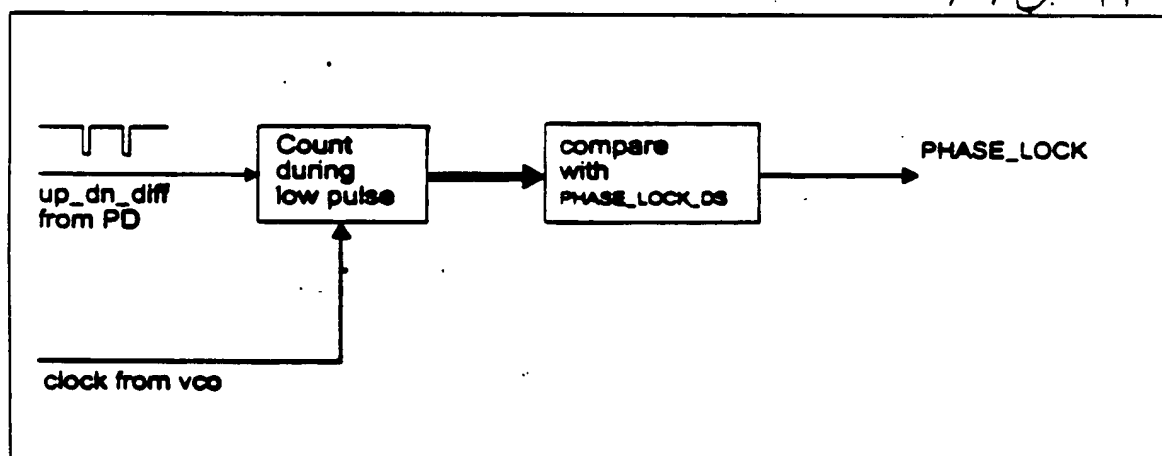 up_dn_diff
from PD
Count
during
low pulse
compare
with
PHASE_LOCK_DS
PHASE_LOCK
clock from vco